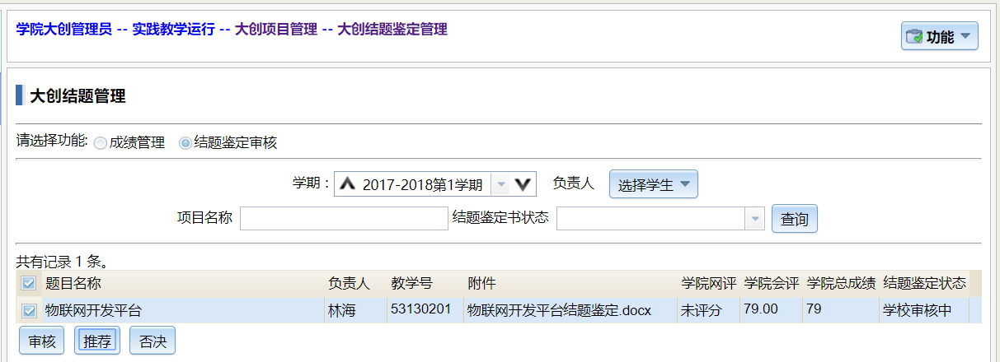 学院大创管理员 -- 实践教学运行 -- 大创项目管理 -- 大创结题鉴定管理
功能
大创结题管理
请选择功能: 成绩管理 结题鉴定审核
学期： 2017-2018第1学期 负责人 选择学生
项目名称 结题鉴定书状态 查询
共有记录 1 条。
题目名称 负责人 教学号 附件 学院网评 学院会评 学院总成绩 结题鉴定状态
物联网开发平台 林海 53130201 物联网开发平台结题鉴定.docx 未评分 79.00 79 学校审核中
审核 推荐 否决